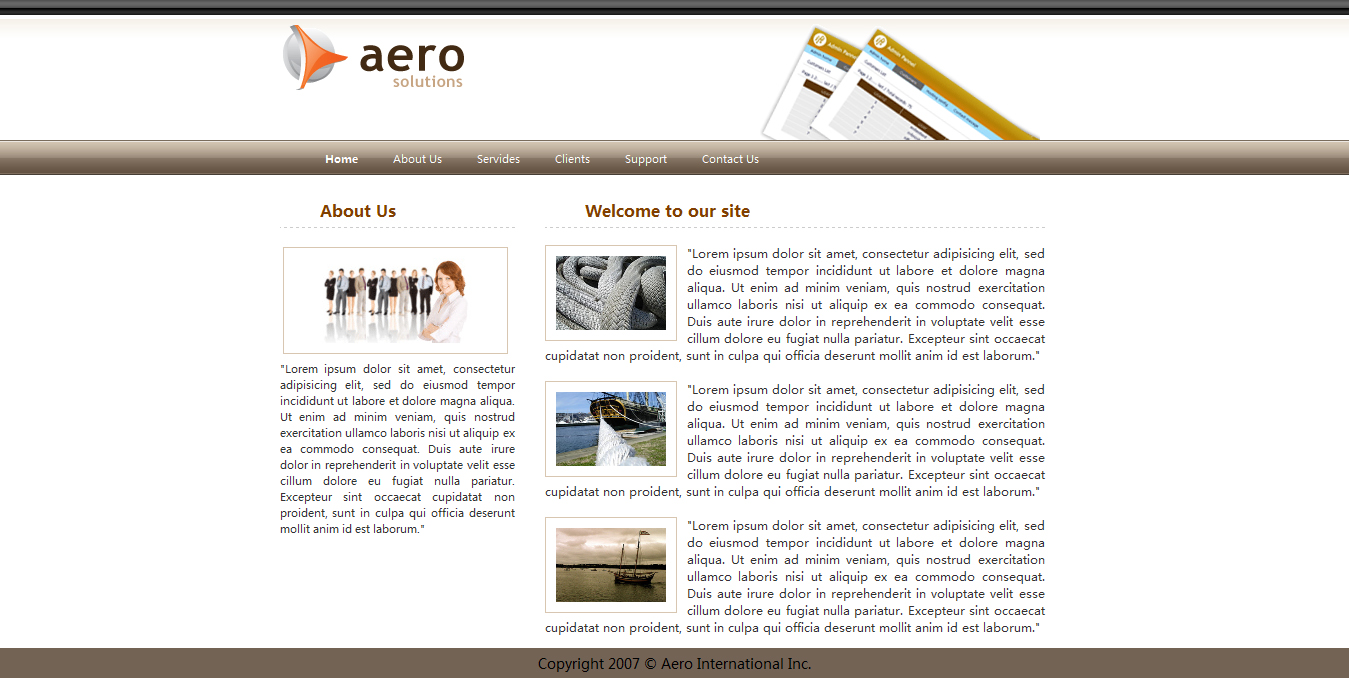 aero
solutions
Admin Pannel
Admin Pannel
Customers List
Customers List
Home
About Us
Servides
Clients
Support
Contact Us
About Us
Welcome to our site
"Lorem ipsum dolor sit amet, consectetur
adipisicing elit, sed do eiusmod tempor
incididunt ut labore et dolore magna aliqua.
Ut enim ad minim veniam, quis nostrud
exercitation ullamco laboris nisi ut aliquip ex
ea commodo consequat. Duis aute irure
dolor in reprehenderit in voluptate velit esse
cillum dolore eu fugiat nulla pariatur.
Excepteur sint occaecat cupidatat non
proident, sunt in culpa qui officia deserunt
mollit anim id est laborum."
"Lorem ipsum dolor sit amet, consectetur adipisicing elit, sed
do eiusmod tempor incididunt ut labore et dolore magna
aliqua. Ut enim ad minim veniam, quis nostrud exercitation
ullamco laboris nisi ut aliquip ex ea commodo consequat.
Duis aute irure dolor in reprehenderit in voluptate velit esse
cillum dolore eu fugiat nulla pariatur. Excepteur sint occaecat
cupidatat non proident, sunt in culpa qui officia deserunt mollit anim id est laborum."
"Lorem ipsum dolor sit amet, consectetur adipisicing elit, sed
do eiusmod tempor incididunt ut labore et dolore magna
aliqua. Ut enim ad minim veniam, quis nostrud exercitation
ullamco laboris nisi ut aliquip ex ea commodo consequat.
Duis aute irure dolor in reprehenderit in voluptate velit esse
cillum dolore eu fugiat nulla pariatur. Excepteur sint occaecat
cupidatat non proident, sunt in culpa qui officia deserunt mollit anim id est laborum."
"Lorem ipsum dolor sit amet, consectetur adipisicing elit, sed
do eiusmod tempor incididunt ut labore et dolore magna
aliqua. Ut enim ad minim veniam, quis nostrud exercitation
ullamco laboris nisi ut aliquip ex ea commodo consequat.
Duis aute irure dolor in reprehenderit in voluptate velit esse
cillum dolore eu fugiat nulla pariatur. Excepteur sint occaecat
cupidatat non proident, sunt in culpa qui officia deserunt mollit anim id est laborum."
Copyright 2007 © Aero International Inc.